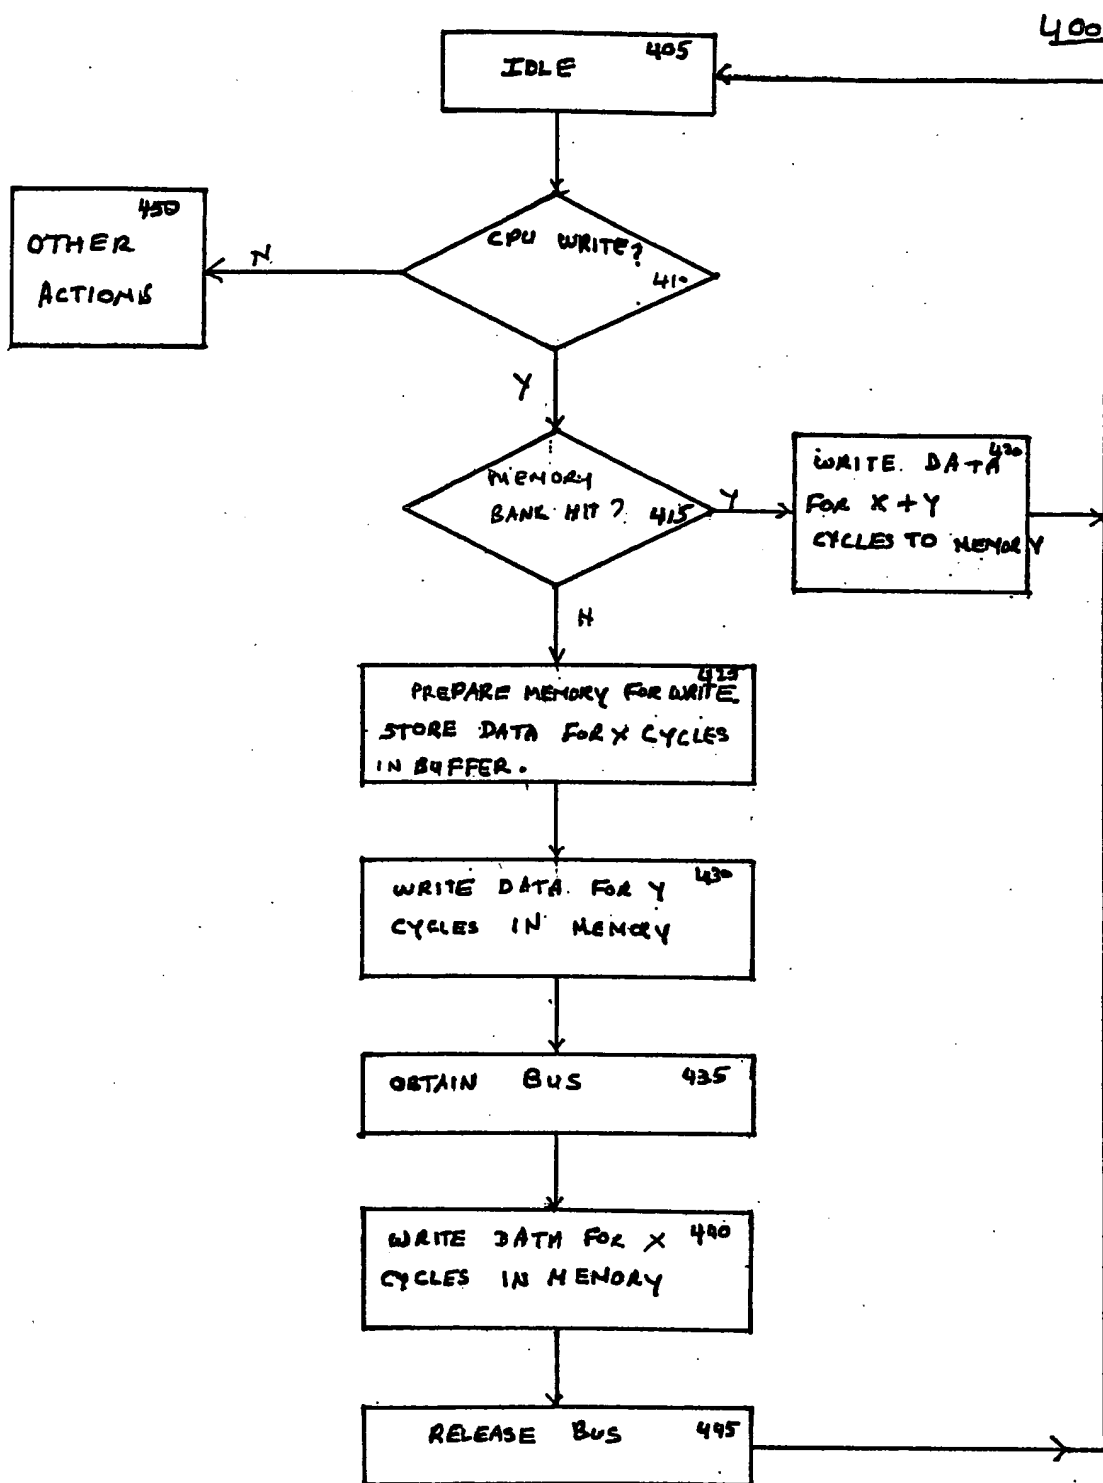 400
IDLE 405
CPU WRITE?
410
N
450
OTHER
ACTIONS
Y
MEMORY
BANK HIT? 415
Y
420
WRITE DATA
FOR X + Y
CYCLES TO MEMORY
N
425
PREPARE MEMORY FOR WRITE.
STORE DATA FOR X CYCLES
IN BUFFER.
WRITE DATA FOR Y 430
CYCLES IN MEMORY
OBTAIN BUS 435
WRITE DATA FOR X 440
CYCLES IN MEMORY
RELEASE BUS 445